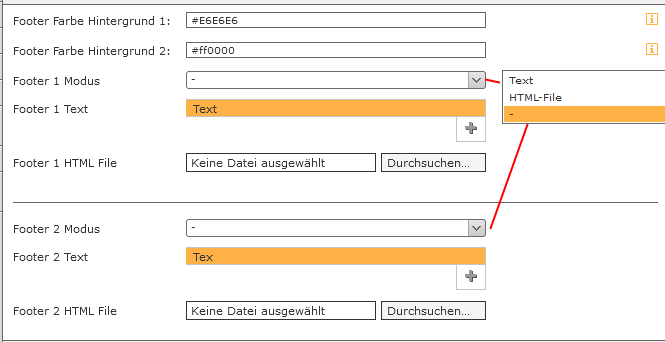 Footer Farbe Hintergrund 1: #E6E6E6
Footer Farbe Hintergrund 2: #ff0000
Footer 1 Modus -
Text
HTML-File
-
Footer 1 Text Text
Footer 1 HTML File Keine Datei ausgewählt Durchsuchen...
Footer 2 Modus -
Footer 2 Text Tex
Footer 2 HTML File Keine Datei ausgewählt Durchsuchen...